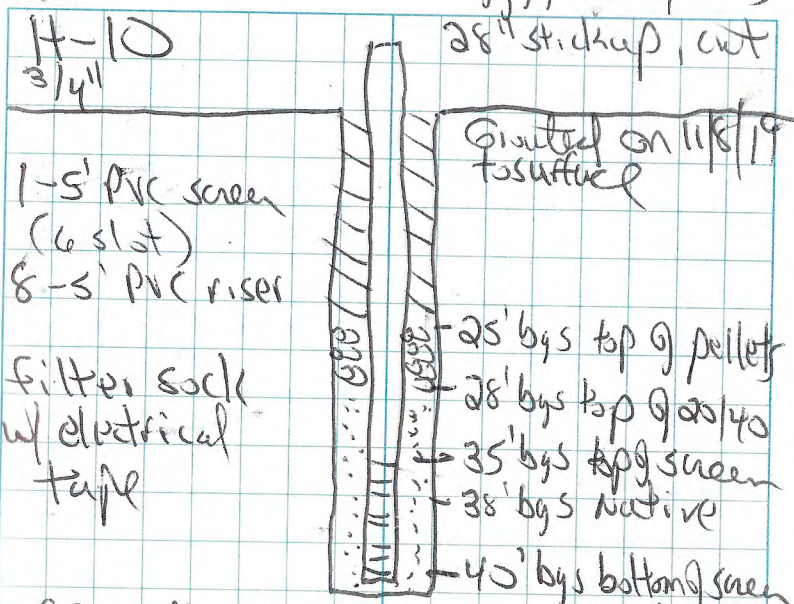 H-10
3/4"
28" stickup, cut
Grouted on 11/8/19
to surface
1-5' PVC screen
(6 slot)
8-5' PVC riser
filter sock
w/ electrical
tape
25' bgs top of pellets
28' bgs top of 20/40
35' bgs top of screen
38' bgs Native
40' bgs bottom of screen